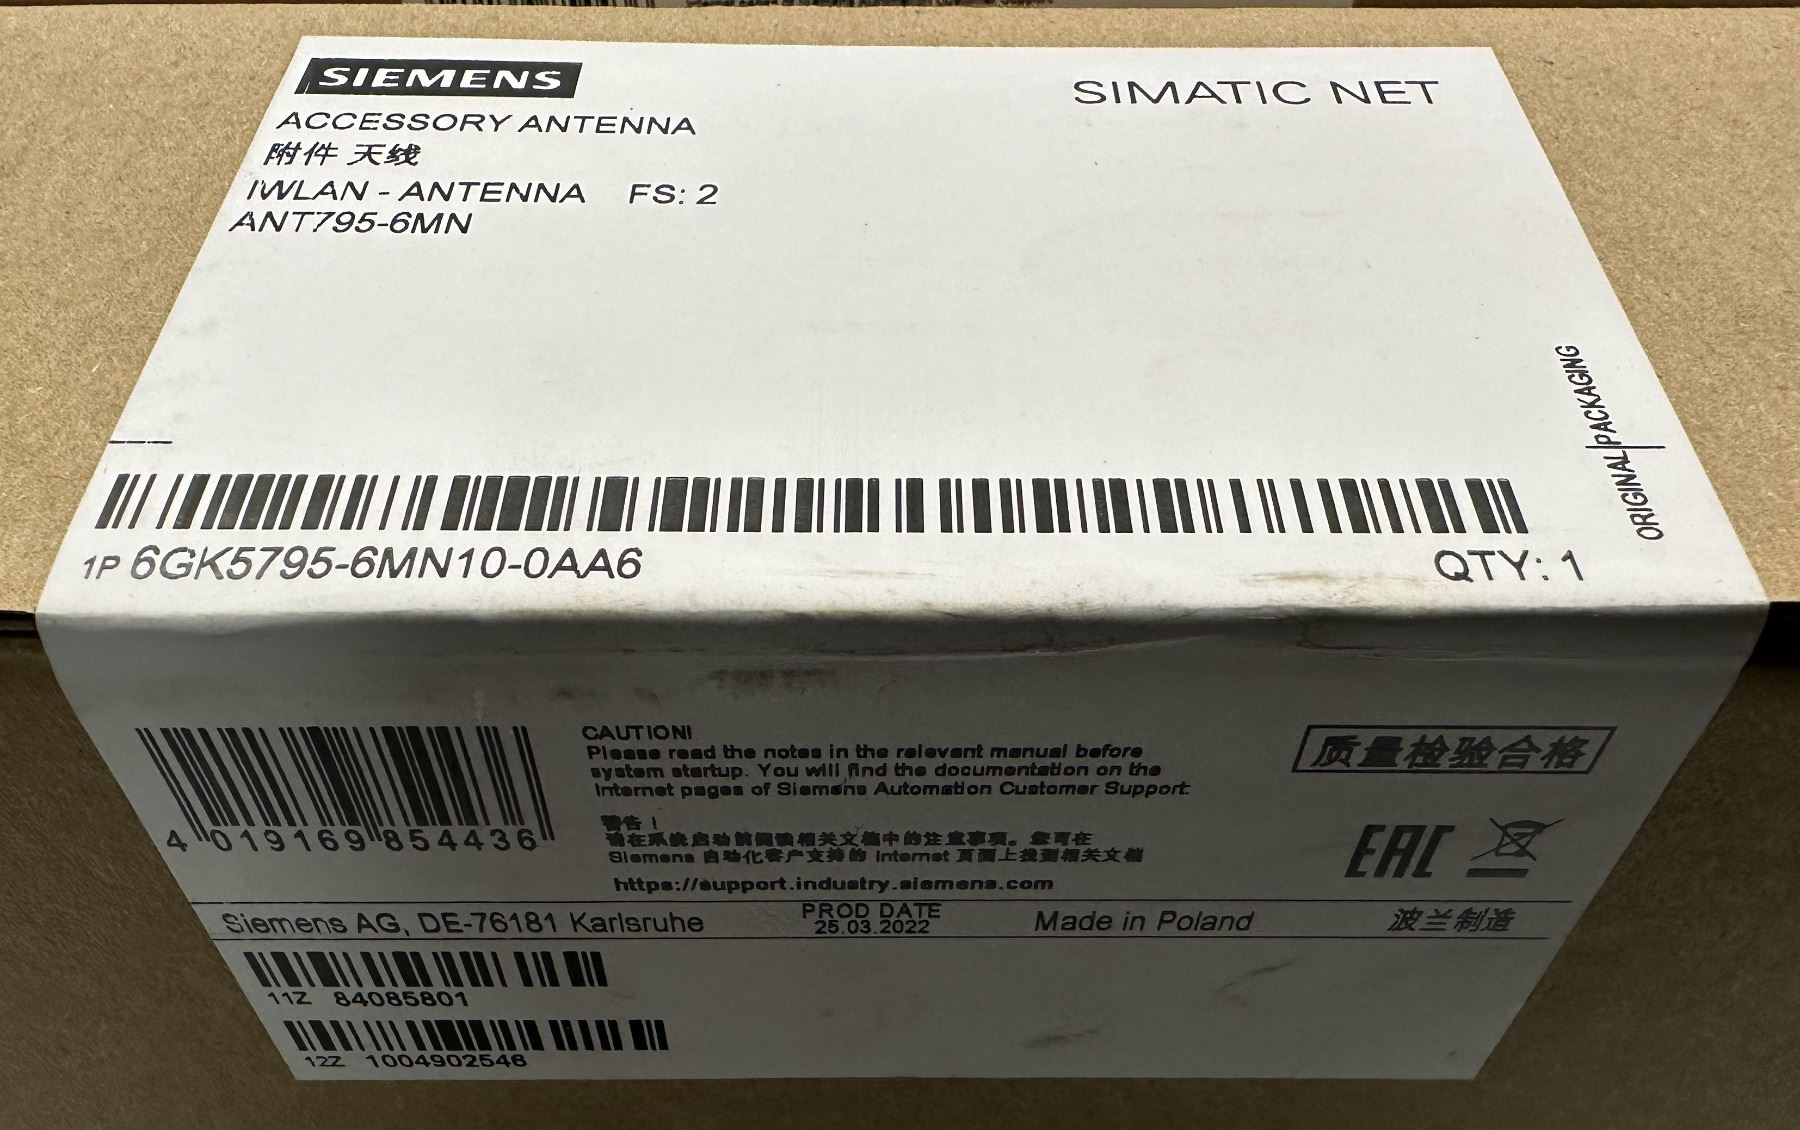 SIEMENS
SIMATIC NET
ACCESSORY ANTENNA
附件 天线
IWLAN - ANTENNA FS: 2
ANT795-6MN
ORIGINAL PACKAGING
1P 6GK5795-6MN10-0AA6
QTY: 1
4 019169 854436
CAUTION!
Please read the notes in the relevant manual before
system startup. You will find the documentation on the
Internet pages of Siemens Automation Customer Support.
质量检验合格
警告！
请在系统启动前阅读相关文档中的注意事项。您可在
Siemens 自动化客户支持的 Internet 页面上找到相关文档
https://support.industry.siemens.com
EAC
Siemens AG, DE-76181 Karlsruhe
PROD DATE
25.03.2022
Made in Poland
波兰制造
11Z 84085801
12Z 1004902546